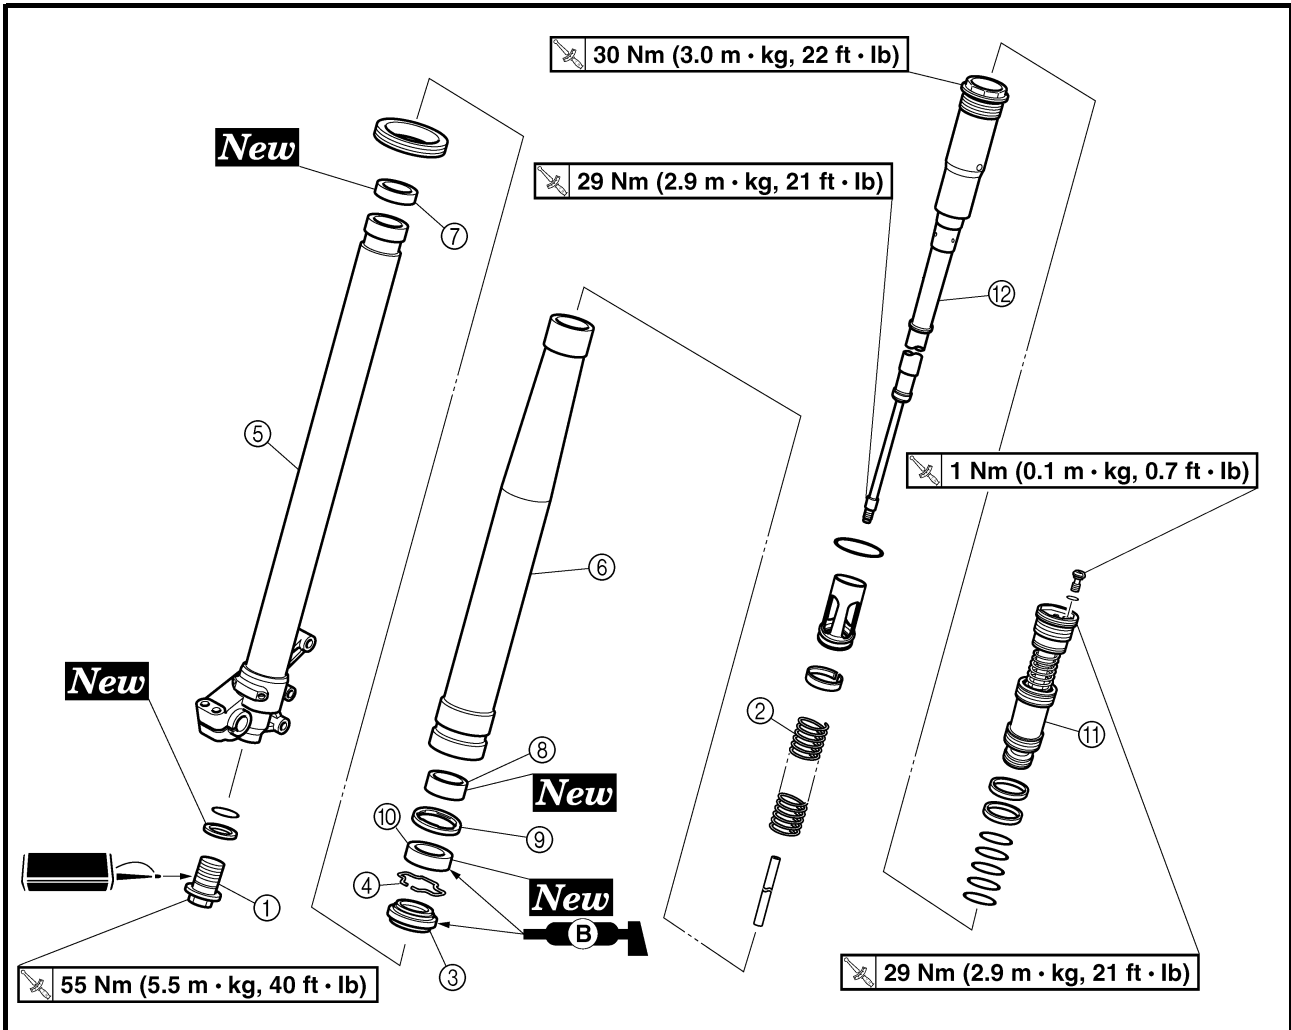 30 Nm (3.0 m • kg, 22 ft • lb)
New
29 Nm (2.9 m • kg, 21 ft • lb)
7
12
5
1 Nm (0.1 m • kg, 0.7 ft • lb)
6
New
2
11
8
New
10
9
4
New
1
B
3
55 Nm (5.5 m • kg, 40 ft • lb)
29 Nm (2.9 m • kg, 21 ft • lb)